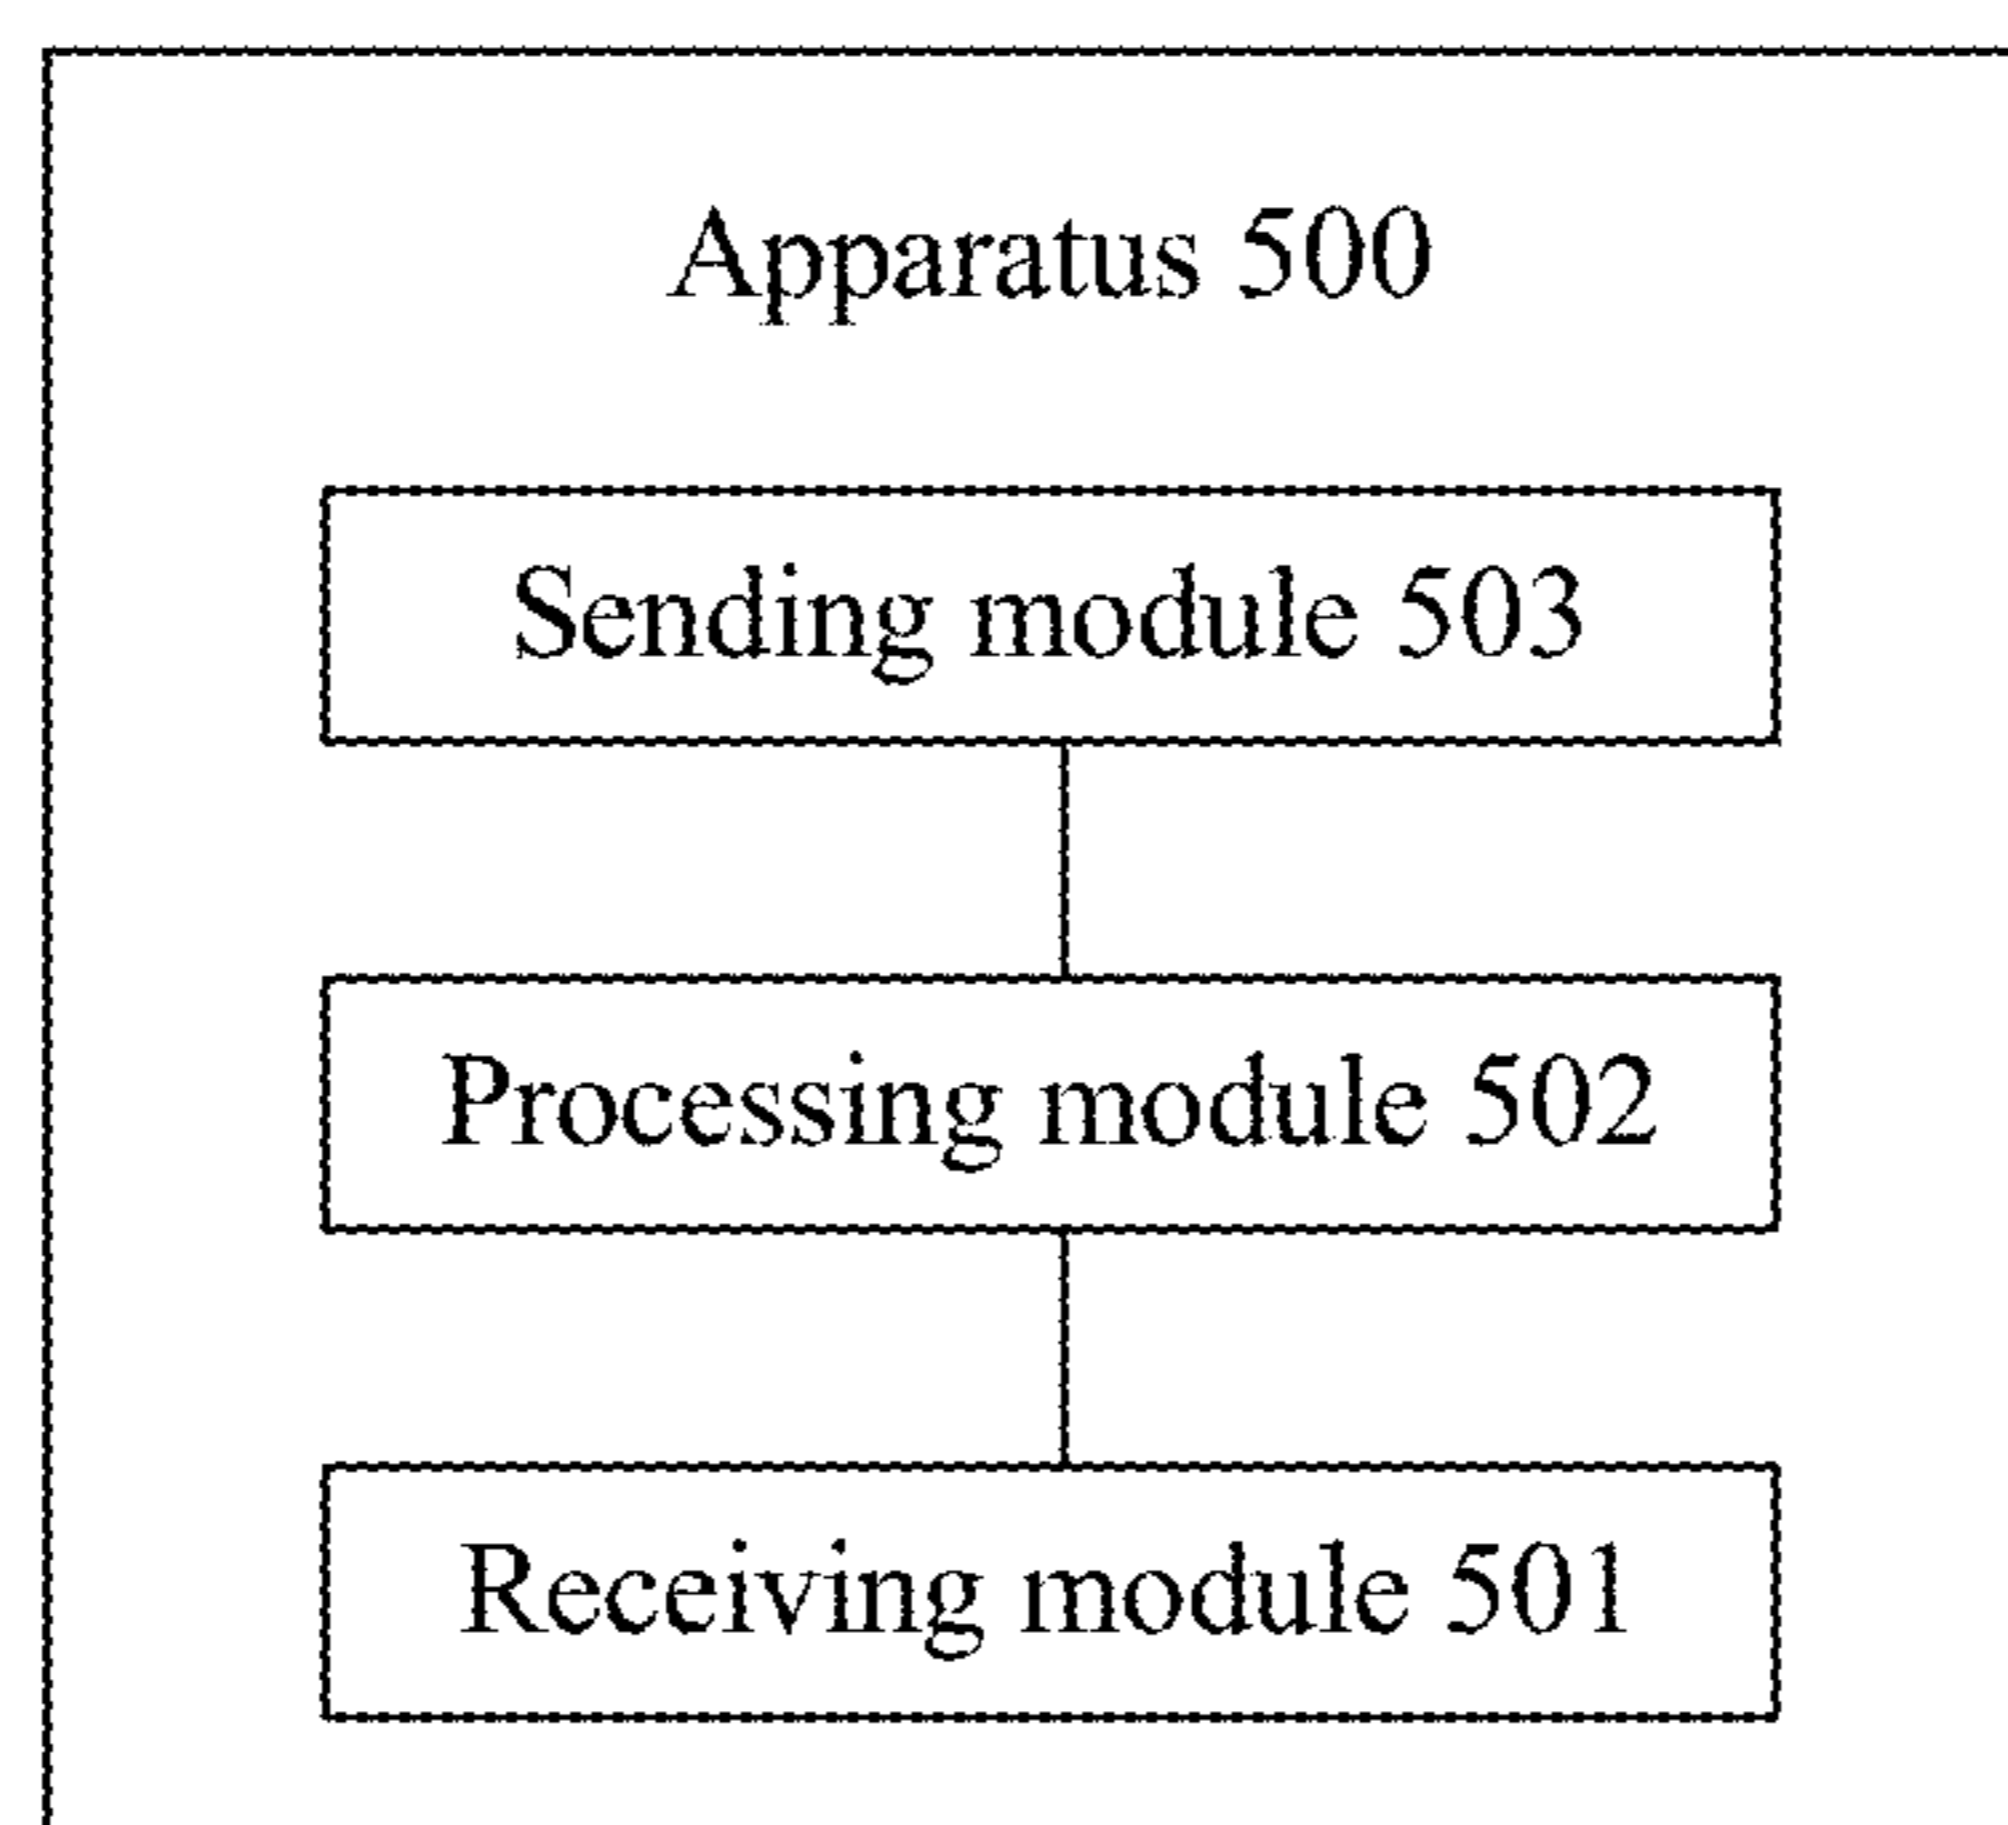 Apparatus 500
Sending module 503
Processing module 502
Receiving module 501